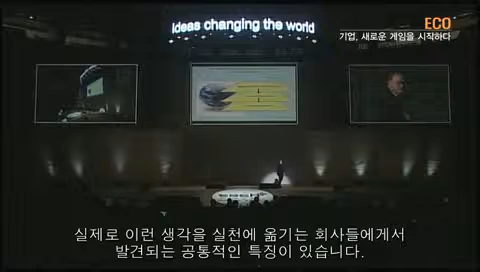 ideas changing the world
ECO
기업, 새로운 게임을 시작하다
실제로 이런 생각을 실천에 옮기는 회사들에게서
발견되는 공통적인 특징이 있습니다.